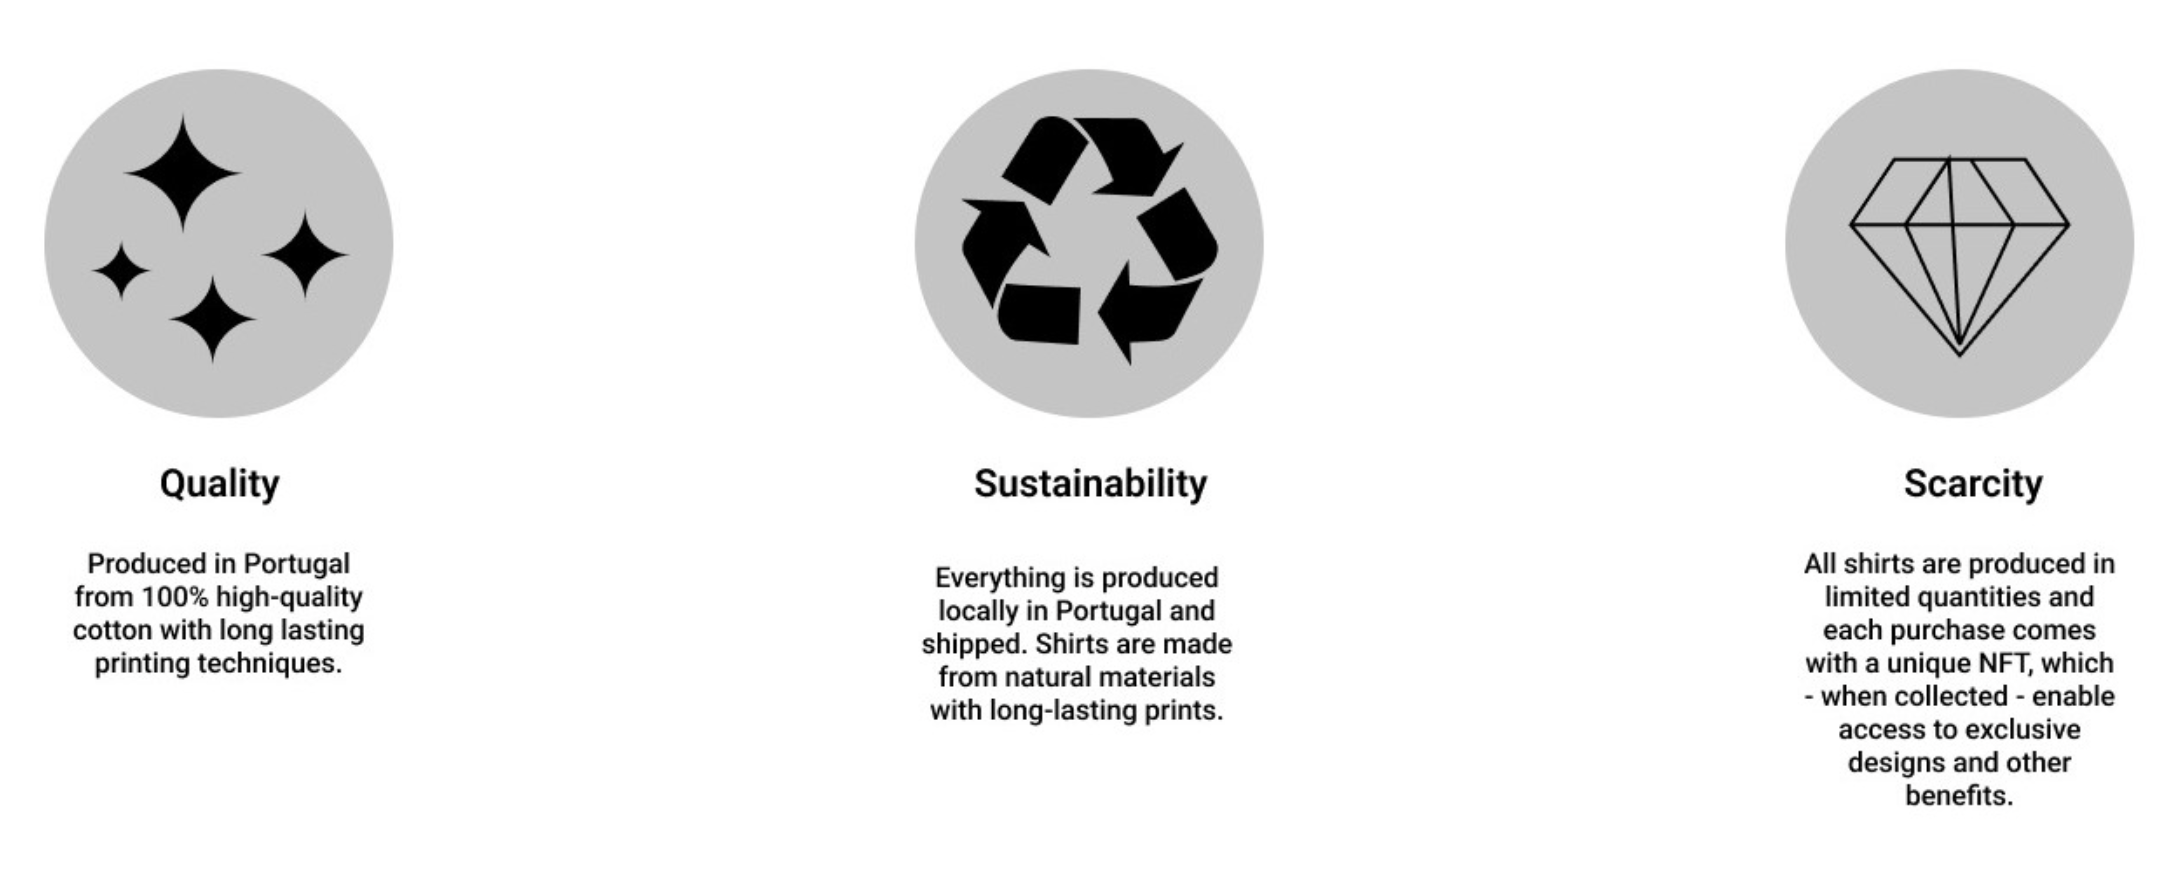 Quality
Produced in Portugal
from 100% high-quality
cotton with long lasting
printing techniques.
Sustainability
Everything is produced
locally in Portugal and
shipped. Shirts are made
from natural materials
with long-lasting prints.
Scarcity
All shirts are produced in
limited quantities and
each purchase comes
with a unique NFT, which
- when collected - enable
access to exclusive
designs and other
benefits.